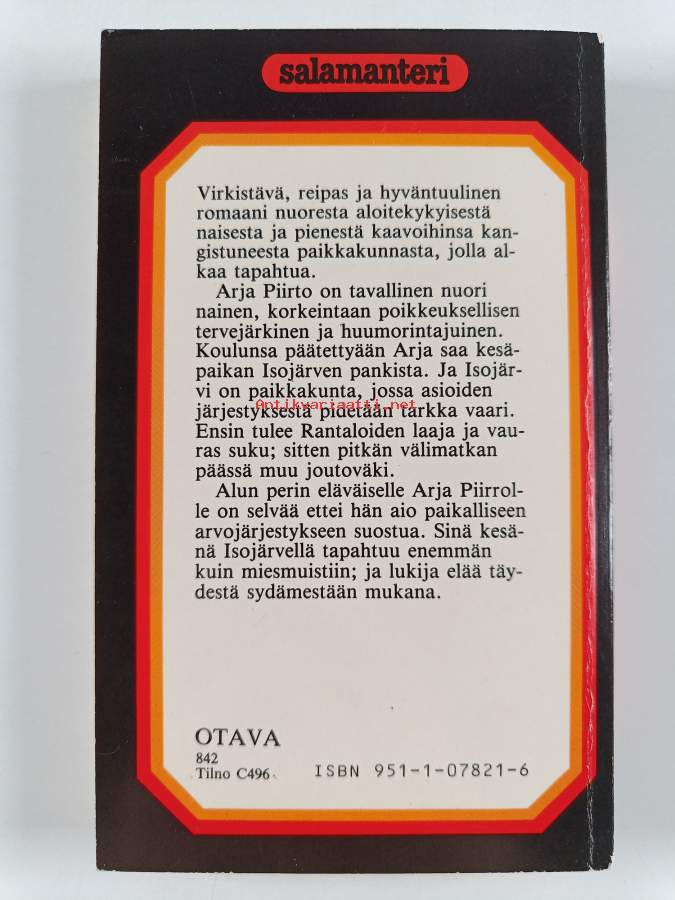 salamanteri
Virkistävä, reipas ja hyväntuulinen
romaani nuoresta aloitekykyisestä
naisesta ja pienestä kaavoihinsa kan-
gistuneesta paikkakunnasta, jolla al-
kaa tapahtua.
Arja Piirto on tavallinen nuori
nainen, korkeintaan poikkeuksellisen
tervejärkinen ja huumorintajuinen.
Koulunsa päätettyään Arja saa kesä-
paikan Isojärven pankista. Ja Isojär-
vi on paikkakunta, jossa asioiden
Antikvariaatti.net
järjestyksestä pidetään tarkka vaari.
Ensin tulee Rantaloiden laaja ja vau-
ras suku; sitten pitkän välimatkan
päässä muu joutoväki.
Alun perin eläväiselle Arja Piirrol-
le on selvää ettei hän aio paikalliseen
arvojärjestykseen suostua. Sinä kesä-
nä Isojärvellä tapahtuu enemmän
kuin miesmuistiin; ja lukija elää täy-
destä sydämestään mukana.
OTAVA
842
Tilno C496
ISBN 951-1-07821-6